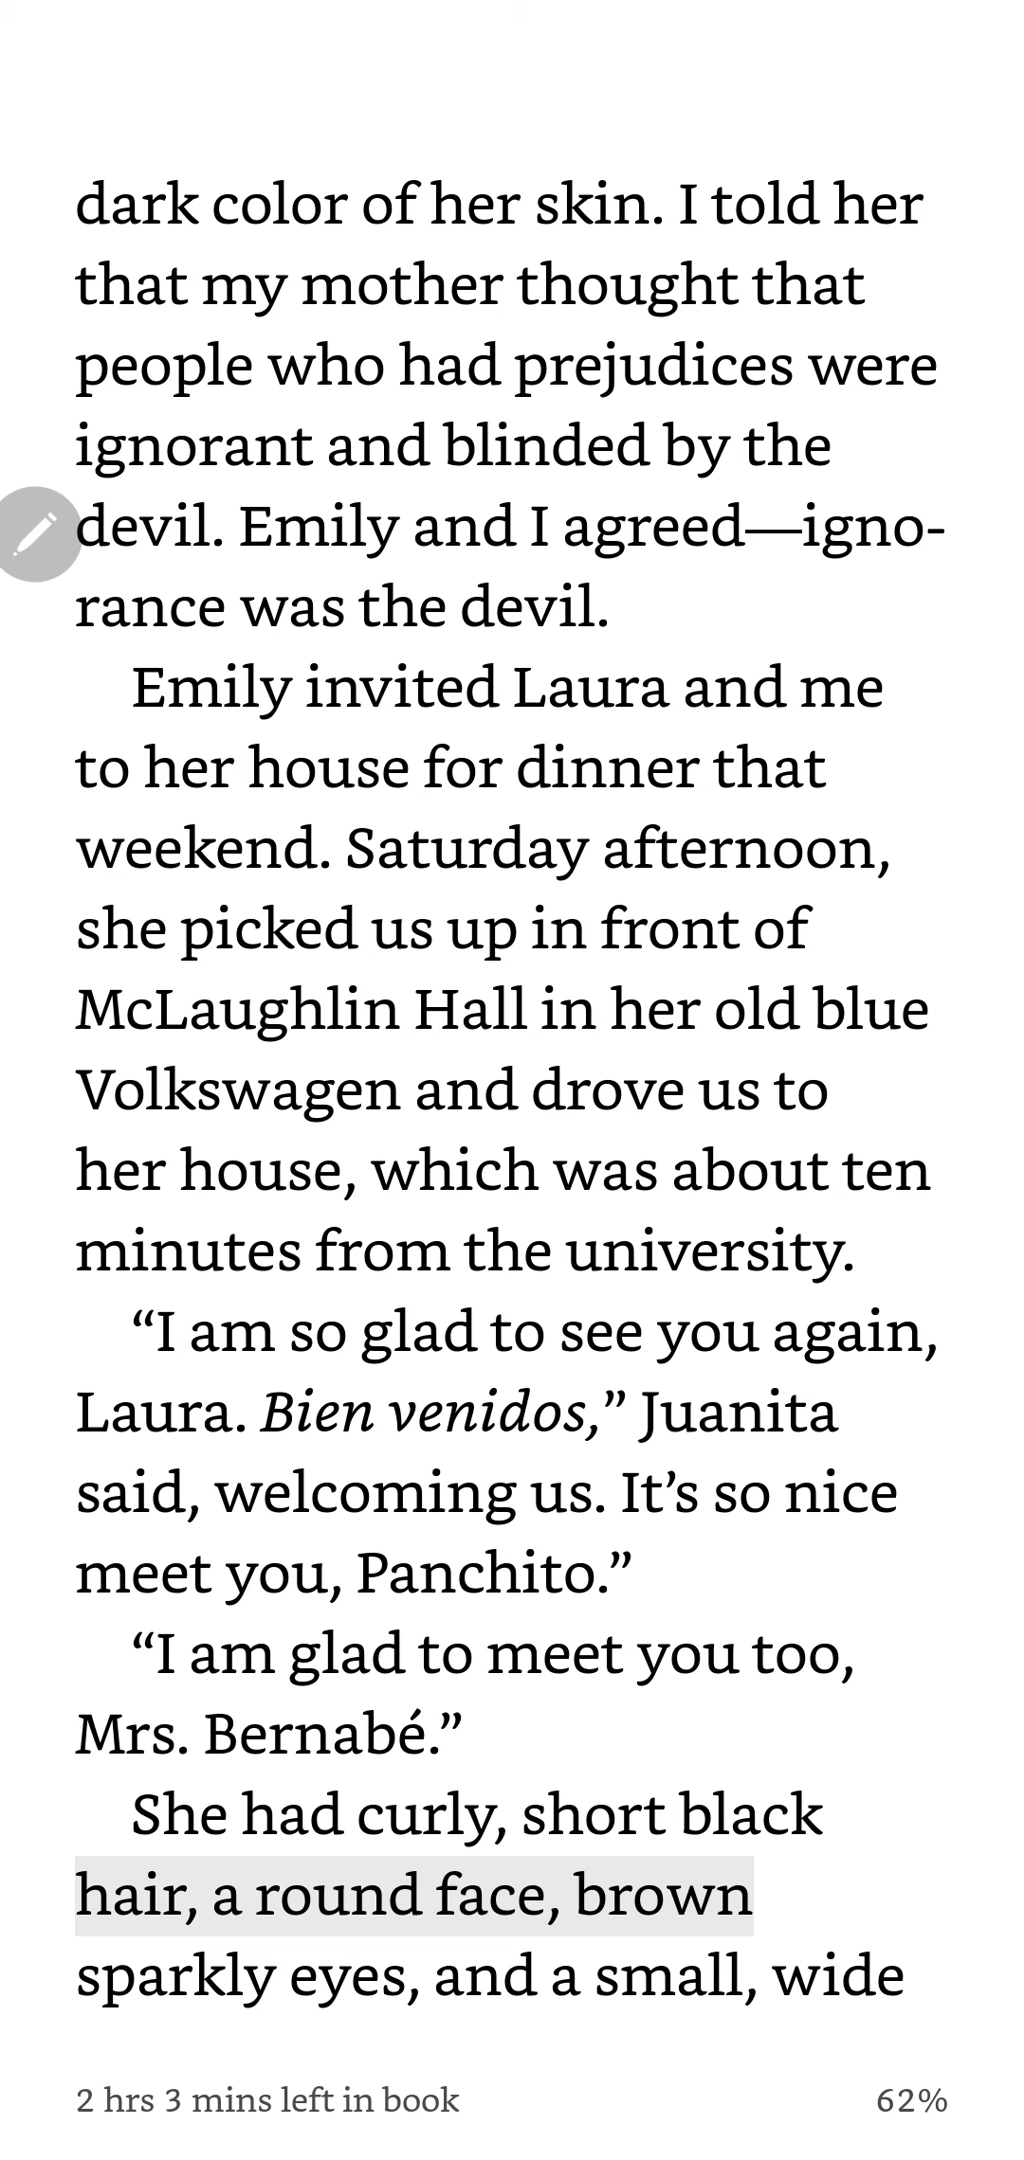 dark color of her skin. I told her
that my mother thought that
people who had prejudices were
ignorant and blinded by the
devil. Emily and I agreed—igno-
rance was the devil.
Emily invited Laura and me
to her house for dinner that
weekend. Saturday afternoon,
she picked us up in front of
McLaughlin Hall in her old blue
Volkswagen and drove us to
her house, which was about ten
minutes from the university.
“I am so glad to see you again,
Laura. Bien venidos,” Juanita
said, welcoming us. It’s so nice
meet you, Panchito.”
“I am glad to meet you too,
Mrs. Bernabé.”
She had curly, short black
hair, a round face, brown
sparkly eyes, and a small, wide
2 hrs 3 mins left in book 62%